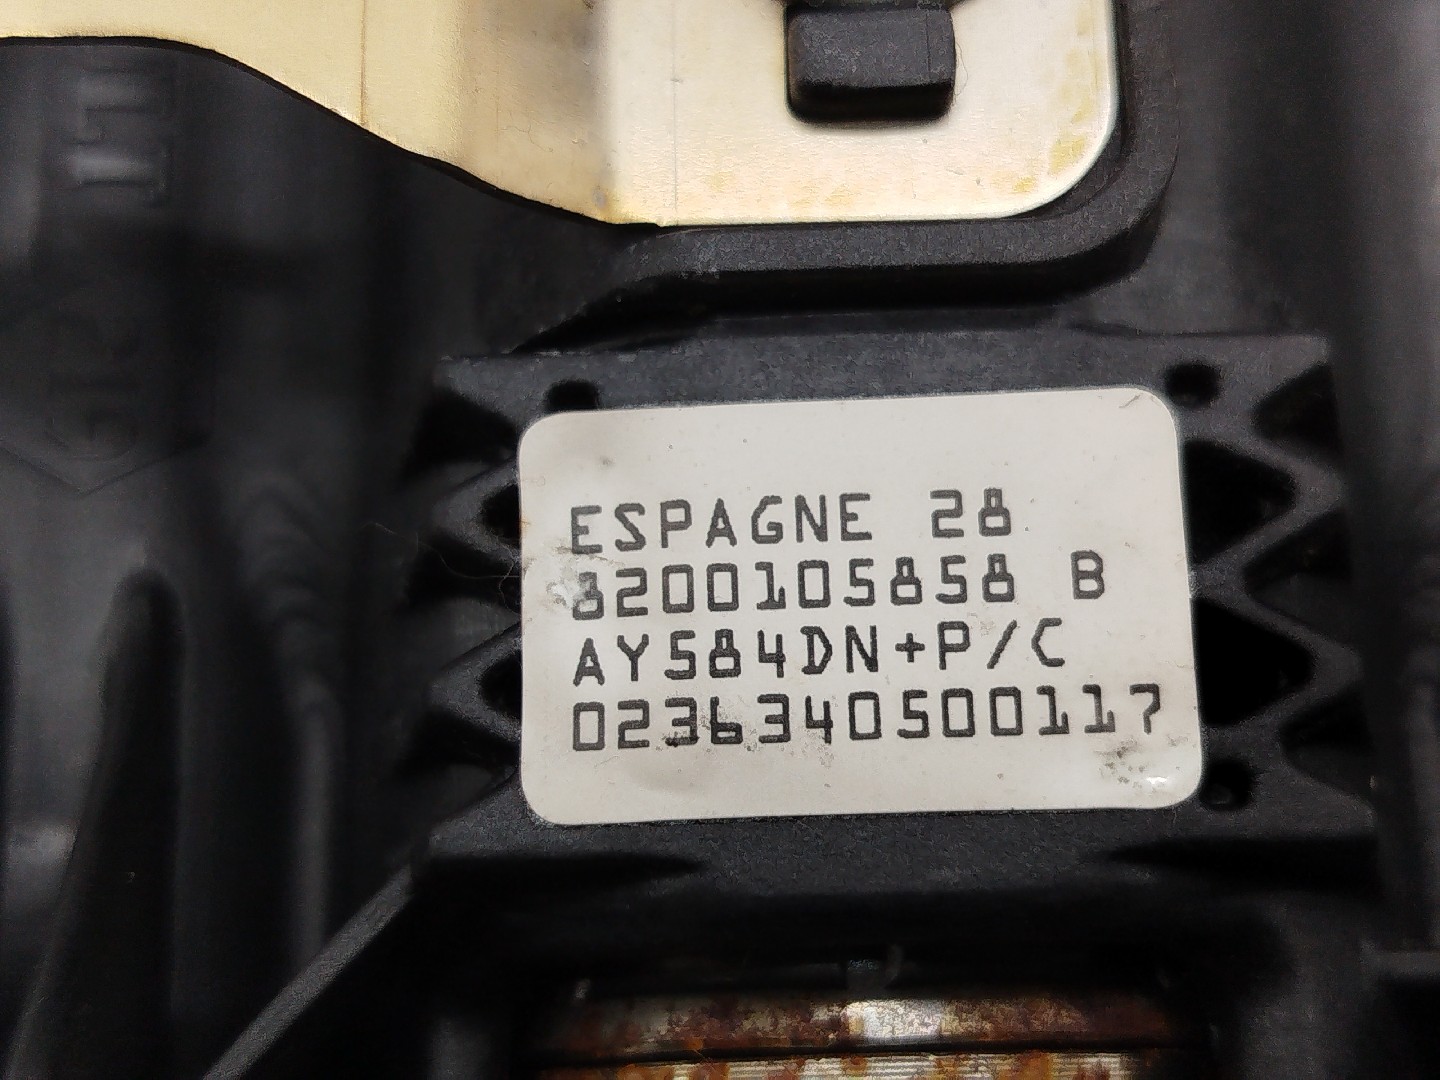 ESPAGNE 28
8200105858 B
AY584DN+P/C
0236340500117